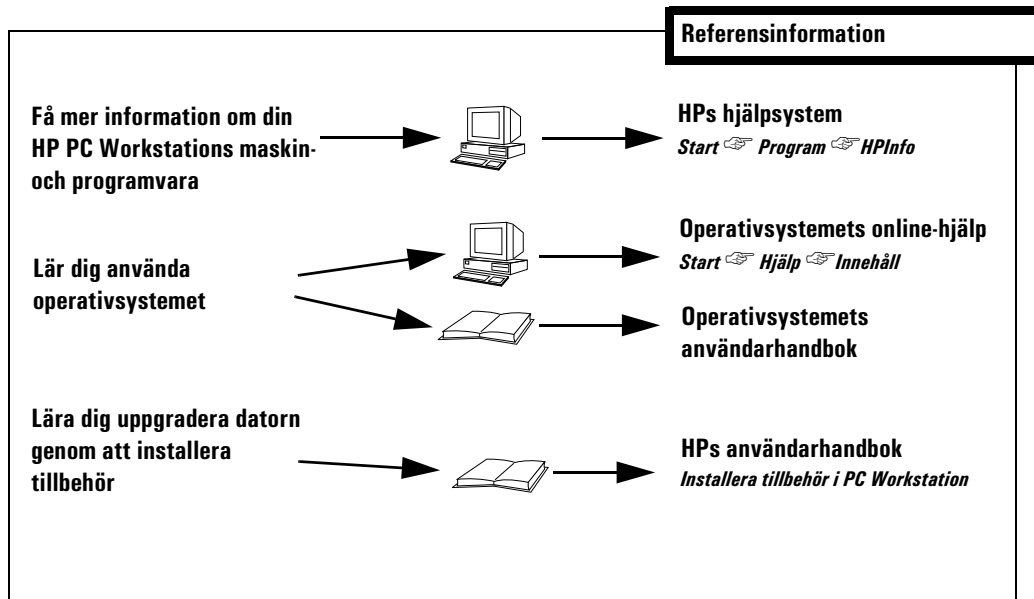 Referensinformation
Få mer information om din
HP PC Workstations maskin-
och programvara
HPs hjälpsystem
Start ☞ Program ☞ HPInfo
Lär dig använda
operativsystemet
Operativsystemets online-hjälp
Start ☞ Hjälp ☞ Innehåll
Operativsystemets
användarhandbok
Lära dig uppgradera datorn
genom att installera
tillbehör
HPs användarhandbok
Installera tillbehör i PC Workstation